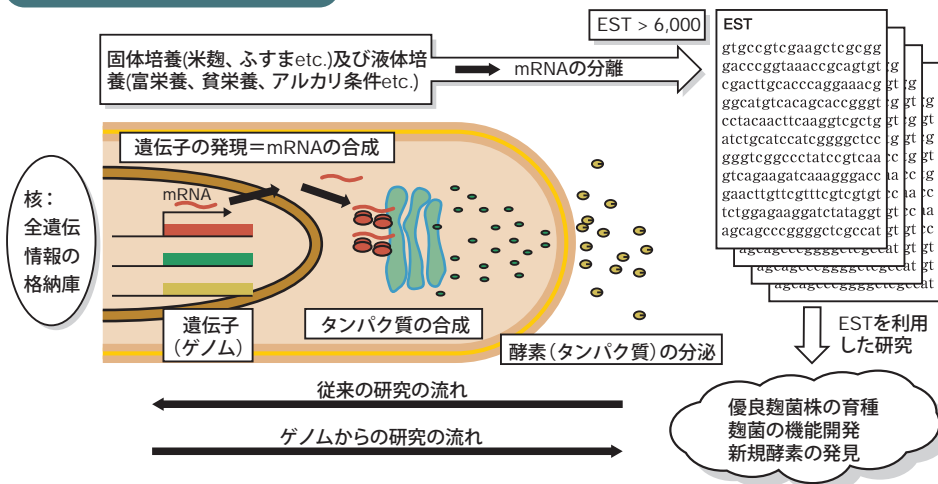 固体培養(米麹、ふすまetc.)及び液体培
養(富栄養、貧栄養、アルカリ条件etc.)
mRNAの分離
EST > 6,000
EST
gtgccgtcgaagctcgcgg
gacccggtaaaccgcagtgt
cgacttgcacccaggaaacg
ggcatgtcacagcaccgggt
cctacaacttcaaggtcgctg
atctgcatccatcggggctcc
gggtcggccctatccgtcaa
gtcagaagatcaaagggacc
gaacttgttcgtttcgtcgtgt
tctggagaaggatctataggt
agcagcccggggctcgccat
遺伝子の発現＝mRNAの合成
mRNA
核：
全遺伝
情報の
格納庫
遺伝子
(ゲノム)
タンパク質の合成
酵素(タンパク質)の分泌
ESTを利用
した研究
従来の研究の流れ
ゲノムからの研究の流れ
優良麹菌株の育種
麹菌の機能開発
新規酵素の発見